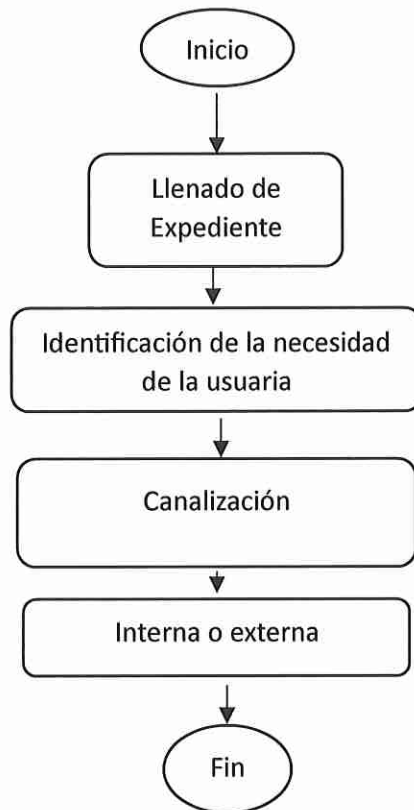 Inicio
Llenado de
Expediente
Identificación de la necesidad
de la usuaria
Canalización
Interna o externa
Fin